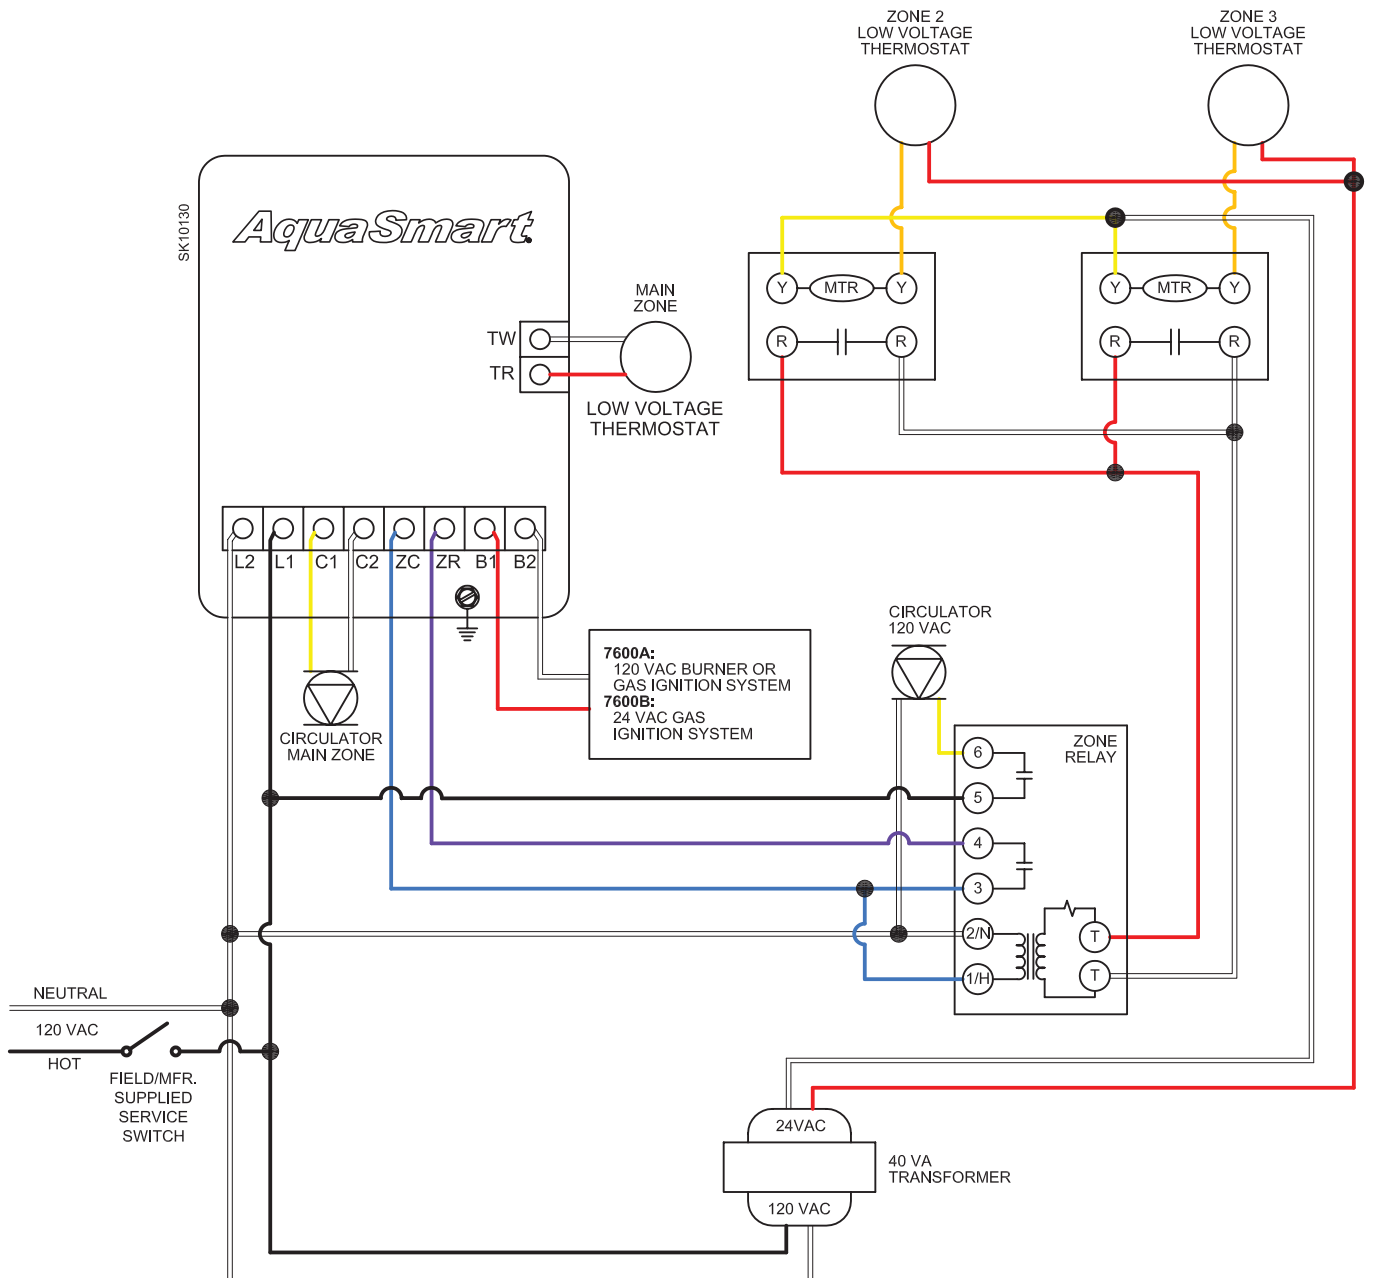 ZONE 2
LOW VOLTAGE
THERMOSTAT
ZONE 3
LOW VOLTAGE
THERMOSTAT
SK10130
AquaSmart
MAIN
ZONE
TW
TR
LOW VOLTAGE
THERMOSTAT
Y
MTR
Y
R
R
Y
MTR
Y
R
R
L2
L1
C1
C2
ZC
ZR
B1
B2
CIRCULATOR
MAIN ZONE
7600A:
120 VAC BURNER OR
GAS IGNITION SYSTEM
7600B:
24 VAC GAS
IGNITION SYSTEM
CIRCULATOR
120 VAC
ZONE
RELAY
6
5
4
3
2/N
1/H
T
T
NEUTRAL
120 VAC
HOT
FIELD/MFR.
SUPPLIED
SERVICE
SWITCH
24VAC
40 VA
TRANSFORMER
120 VAC